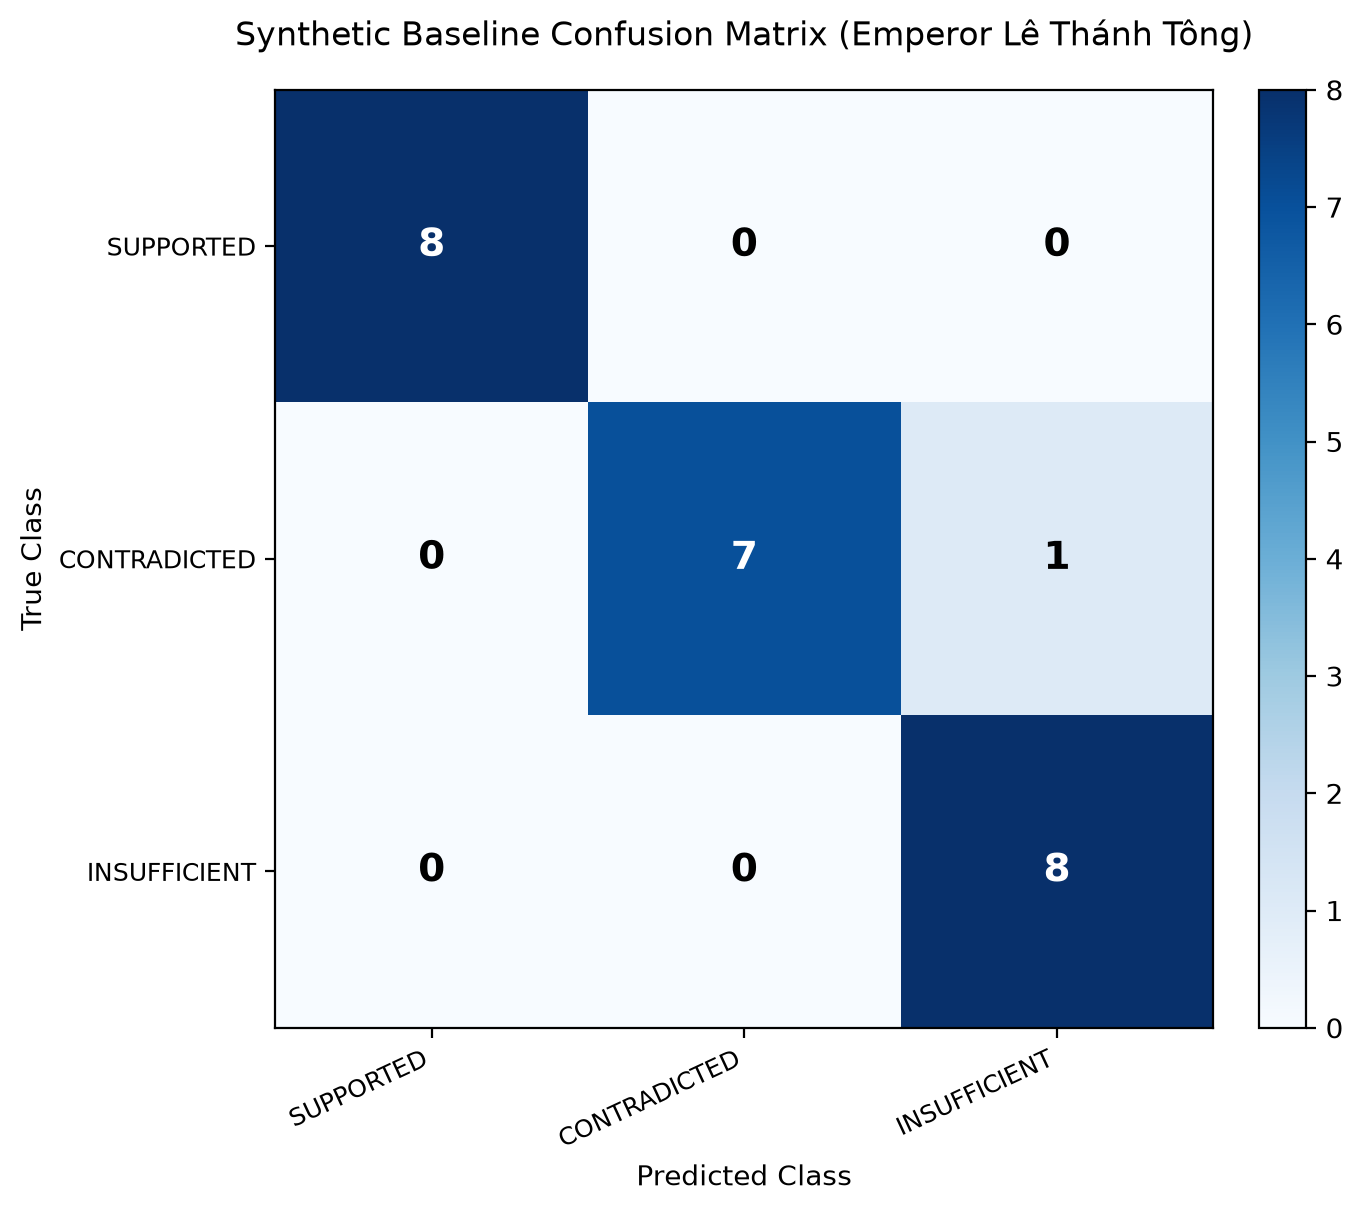 Synthetic Baseline Confusion Matrix (Emperor Lê Thánh Tông)
8
7
6
5
4
3
2
1
0
True Class
SUPPORTED
8
0
0
CONTRADICTED
0
7
1
INSUFFICIENT
0
0
8
SUPPORTED
CONTRADICTED
INSUFFICIENT
Predicted Class